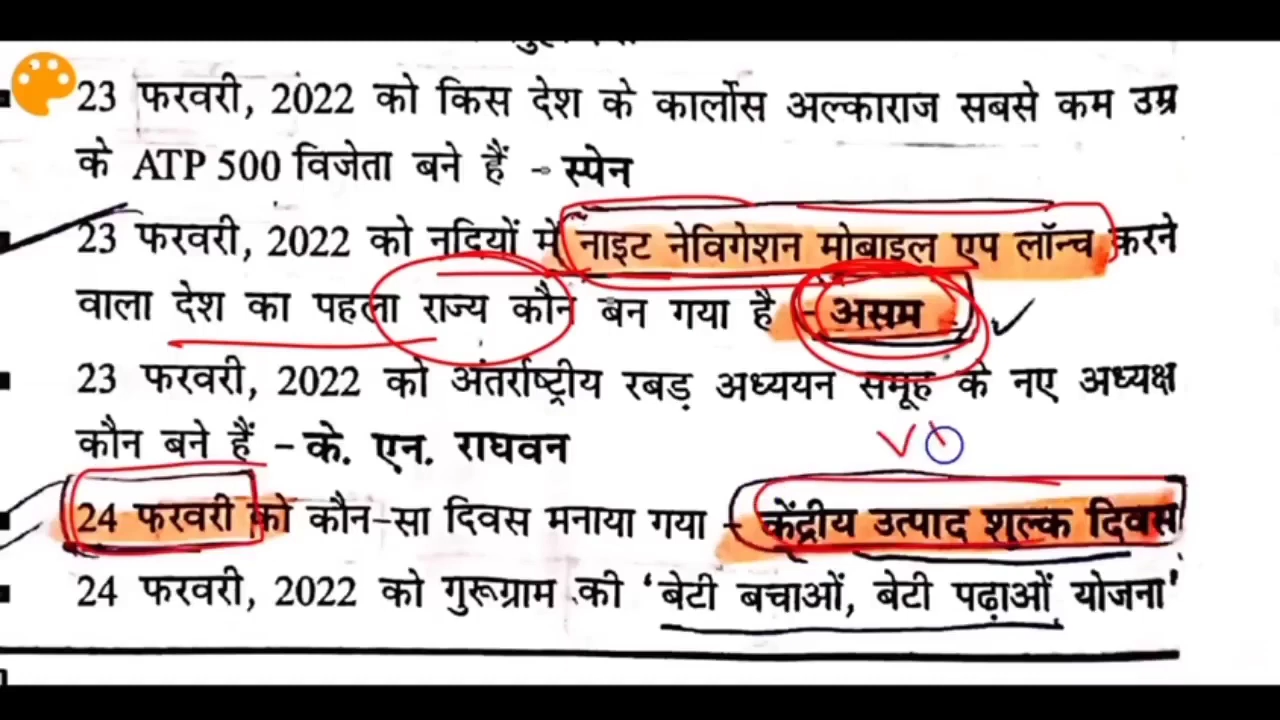 23 फरवरी, 2022 को किस देश के कार्लोस अल्काराज सबसे कम उम्र
के ATP 500 विजेता बने हैं - स्पेन
23 फरवरी, 2022 को नदियों में नाइट नेविगेशन मोबाइल एप लॉन्च करने
वाला देश का पहला राज्य कौन बन गया है - असम
23 फरवरी, 2022 को अंतर्राष्ट्रीय रबड़ अध्ययन समूह के नए अध्यक्ष
कौन बने हैं – के. एन. राघवन
24 फरवरी को कौन-सा दिवस मनाया गया - केंद्रीय उत्पाद शुल्क दिवस
24 फरवरी, 2022 को गुरूग्राम की 'बेटी बचाओं, बेटी पढ़ाओं योजना'